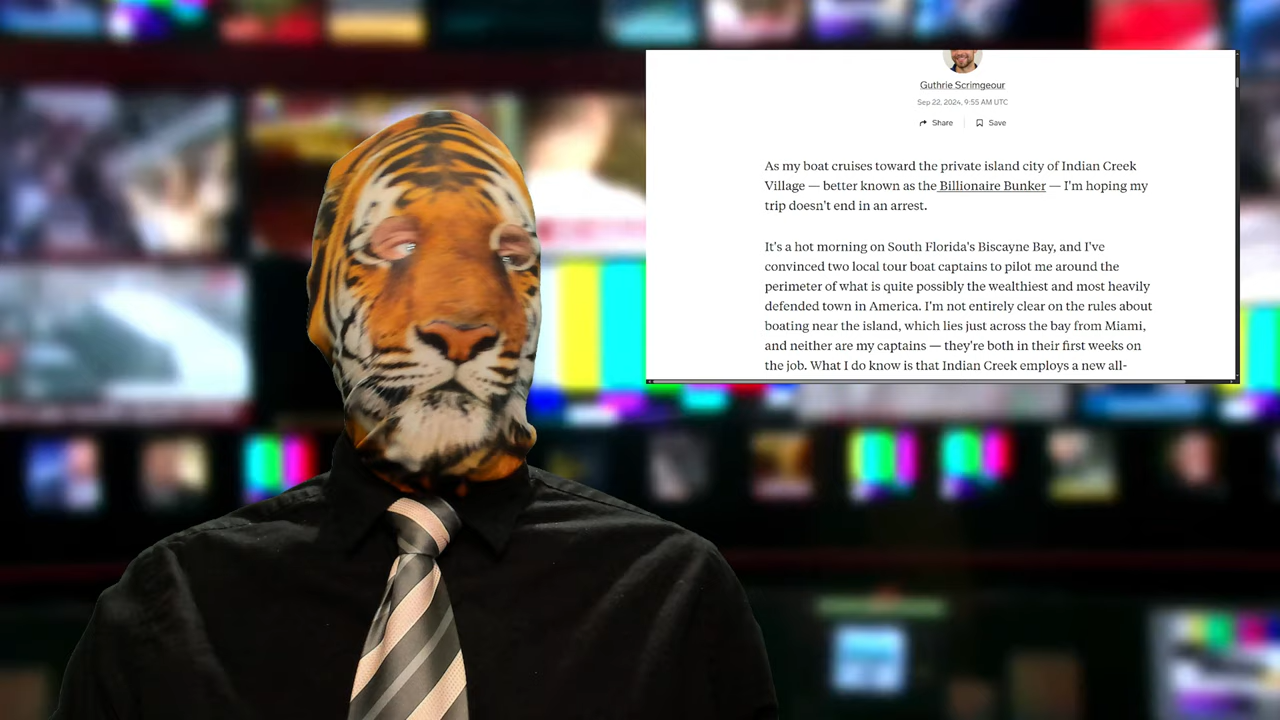 Guthrie Scrimgeour
Sep 22, 2024, 9:55 AM UTC
Share Save
As my boat cruises toward the private island city of Indian Creek
Village — better known as the Billionaire Bunker — I'm hoping my
trip doesn't end in an arrest.
It's a hot morning on South Florida's Biscayne Bay, and I've
convinced two local tour boat captains to pilot me around the
perimeter of what is quite possibly the wealthiest and most heavily
defended town in America. I'm not entirely clear on the rules about
boating near the island, which lies just across the bay from Miami,
and neither are my captains — they're both in their first weeks on
the job. What I do know is that Indian Creek employs a new all-